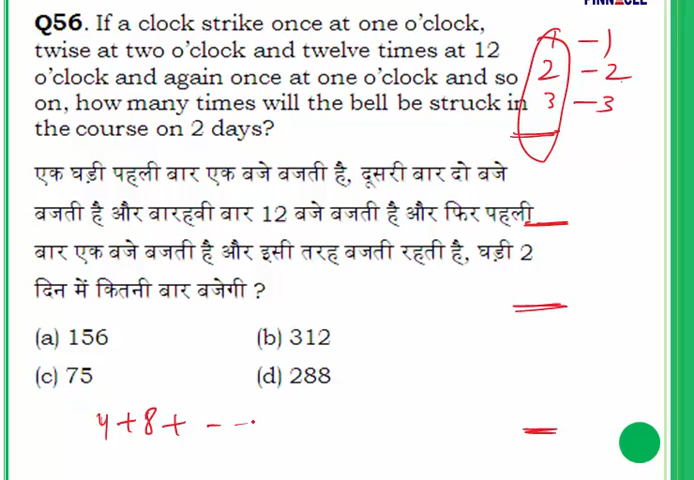 PINNACLE
Q56. If a clock strike once at one o'clock,
twise at two o'clock and twelve times at 12
o'clock and again once at one o'clock and so
on, how many times will the bell be struck in
the course on 2 days?
1 - 1
2 - 2
3 - 3
एक घड़ी पहली बार एक बजे बजती है, दूसरी बार दो बजे
बजती है और बारहवी बार 12 बजे बजती है और फिर पहली
बार एक बजे बजती है और इसी तरह बजती रहती है, घड़ी 2
दिन में कितनी बार बजेगी ?
(a) 156 (b) 312
(c) 75 (d) 288
4+8+ - - .